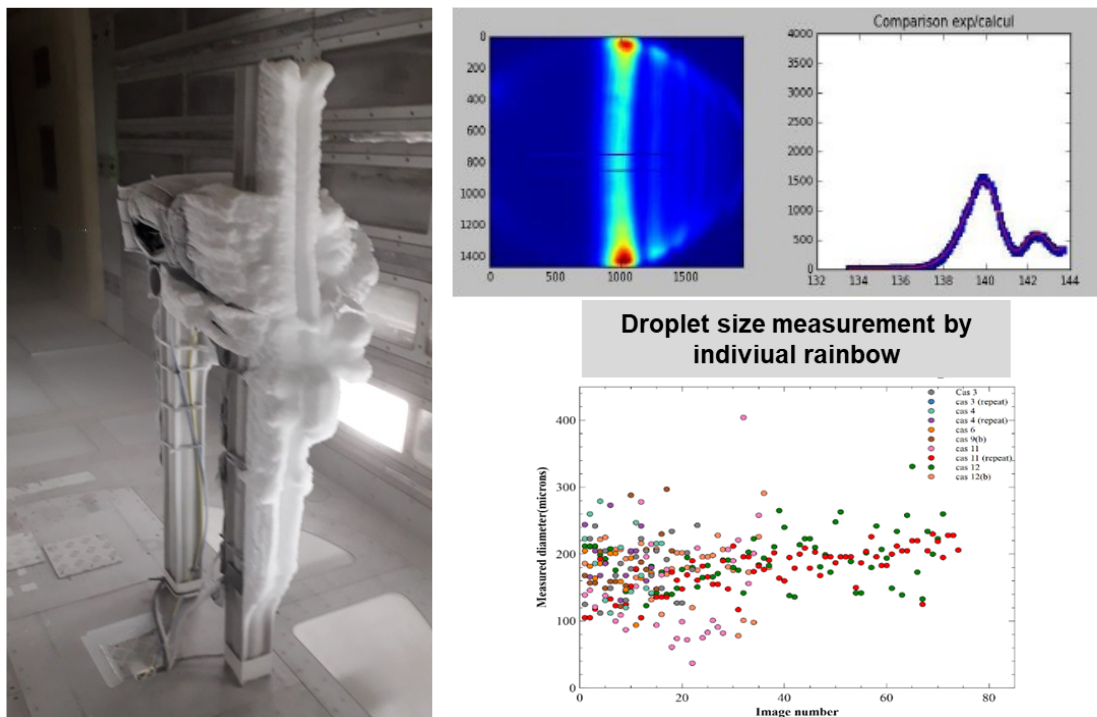 Comparison exp/calcul
0
200
400
600
800
1000
1200
1400
0
500
1000
1500
4000
3500
3000
2500
2000
1500
1000
500
0
132
134
136
138
140
142
144
Droplet size measurement by
indiviual rainbow
Measured diameter(microns)
400
300
200
100
0
0
20
40
60
80
Image number
Cas 3
cas 3 (repeat)
cas 4
cas 4 (repeat)
cas 6
cas 9(b)
cas 11
cas 11 (repeat).
cas 12
cas 12(b)